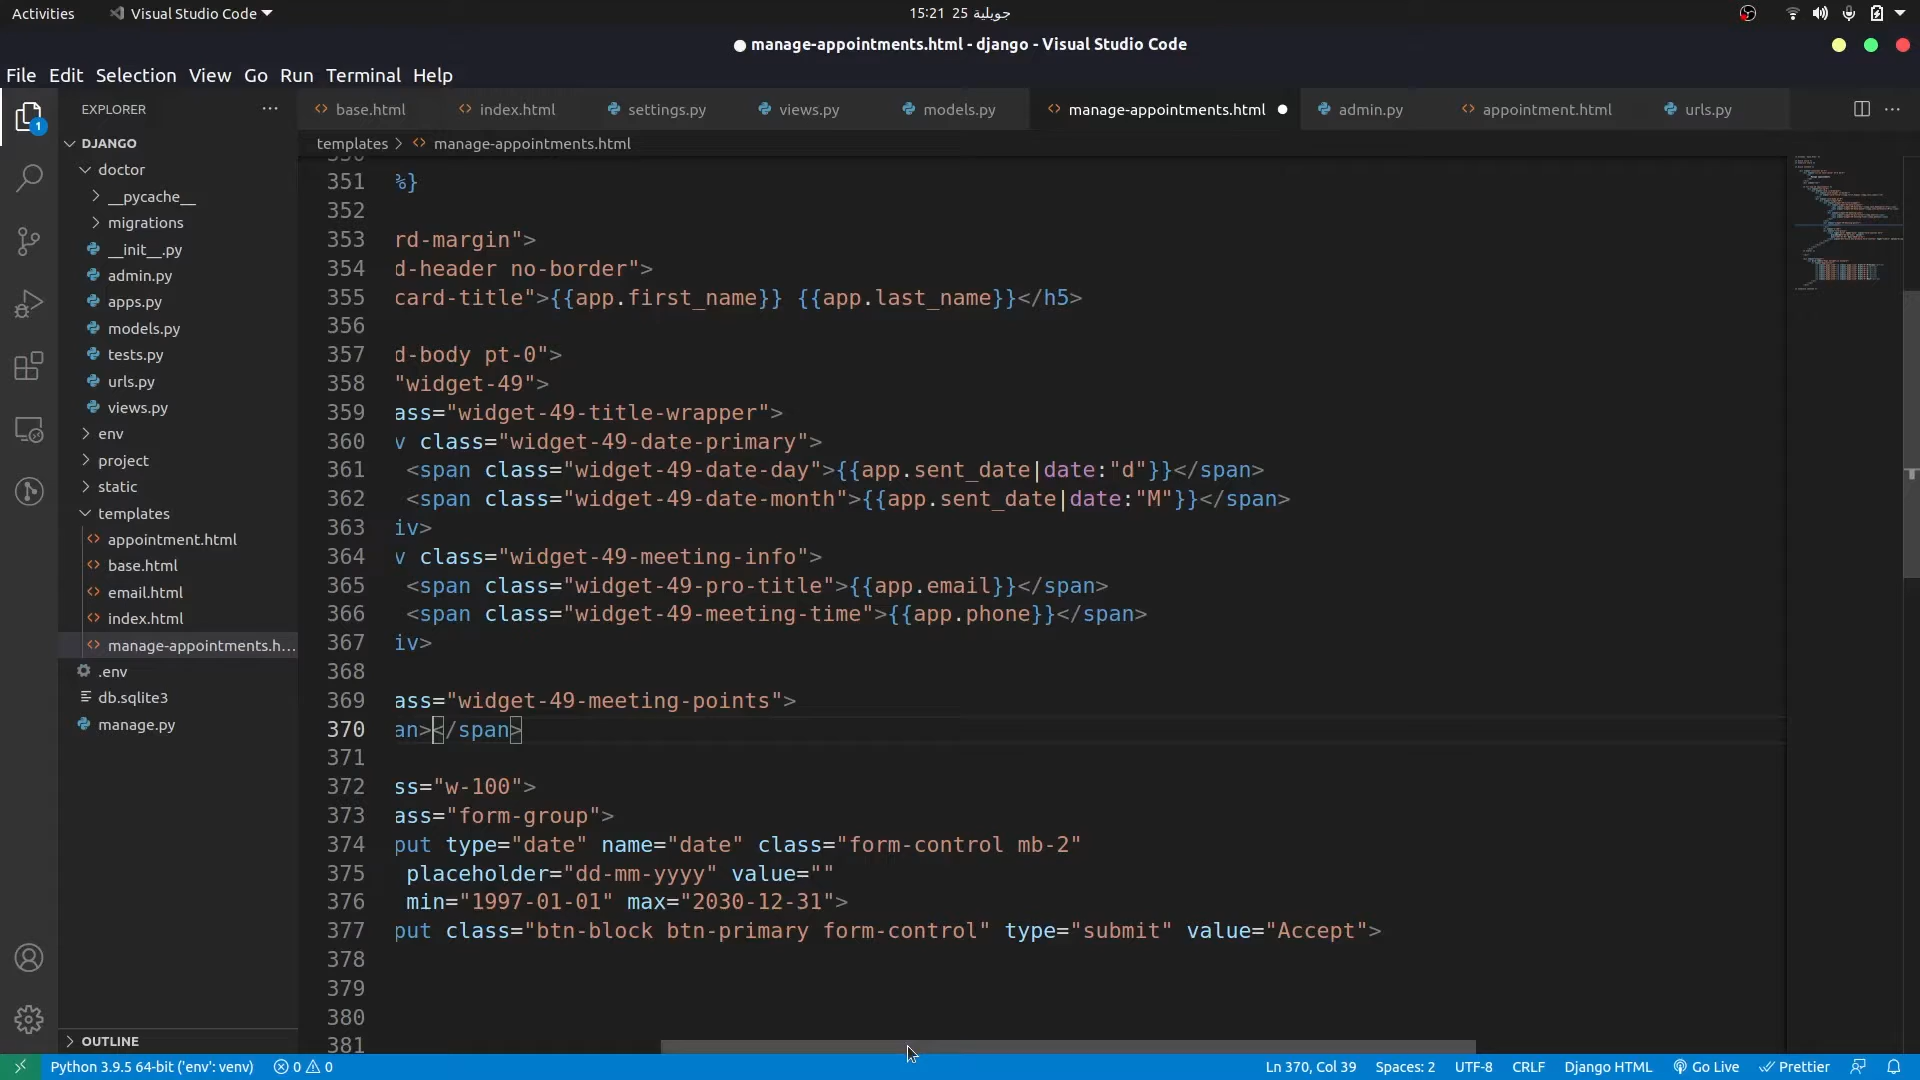 Activities
Visual Studio Code
15:21 25 جويلية
manage-appointments.html - django - Visual Studio Code
File Edit Selection View Go Run Terminal Help
EXPLORER
base.html
index.html
settings.py
views.py
models.py
manage-appointments.html
admin.py
appointment.html
urls.py
templates > manage-appointments.html
1
DJANGO
doctor
__pycache__
migrations
__init__.py
admin.py
apps.py
models.py
tests.py
urls.py
views.py
env
project
static
templates
appointment.html
base.html
email.html
index.html
manage-appointments.h...
.env
db.sqlite3
manage.py
OUTLINE
351 %}
352
353 rd-margin">
354 d-header no-border">
355 card-title">{{app.first_name}} {{app.last_name}}</h5>
356
357 d-body pt-0">
358 "widget-49">
359 ass="widget-49-title-wrapper">
360 v class="widget-49-date-primary">
361 <span class="widget-49-date-day">{{app.sent_date|date:"d"}}</span>
362 <span class="widget-49-date-month">{{app.sent_date|date:"M"}}</span>
363 iv>
364 v class="widget-49-meeting-info">
365 <span class="widget-49-pro-title">{{app.email}}</span>
366 <span class="widget-49-meeting-time">{{app.phone}}</span>
367 iv>
368
369 ass="widget-49-meeting-points">
370 an></span>
371
372 ss="w-100">
373 ass="form-group">
374 put type="date" name="date" class="form-control mb-2"
375 placeholder="dd-mm-yyyy" value=""
376 min="1997-01-01" max="2030-12-31">
377 put class="btn-block btn-primary form-control" type="submit" value="Accept">
378
379
380
381
Python 3.9.5 64-bit ('env': venv) 0 0 Ln 370, Col 39 Spaces: 2 UTF-8 CRLF Django HTML Go Live Prettier